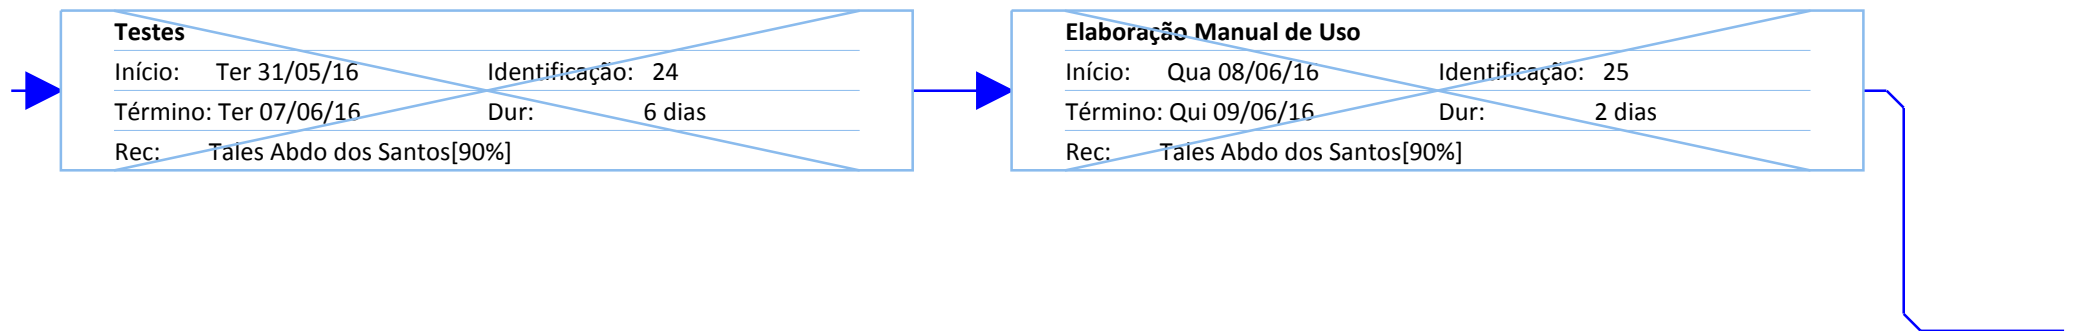 Testes
Início: Ter 31/05/16 Identificação: 24
Término: Ter 07/06/16 Dur: 6 dias
Rec: Tales Abdo dos Santos[90%]
Elaboração Manual de Uso
Início: Qua 08/06/16 Identificação: 25
Término: Qui 09/06/16 Dur: 2 dias
Rec: Tales Abdo dos Santos[90%]